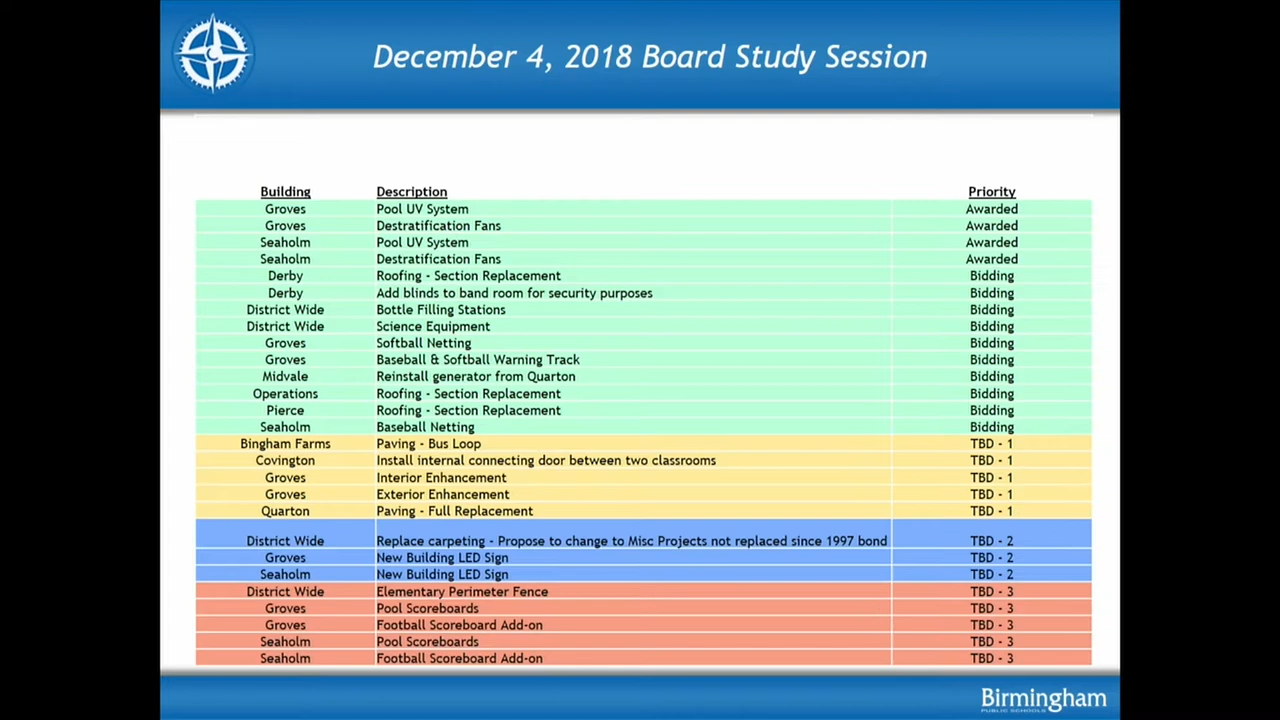 December 4, 2018 Board Study Session
Building Description Priority
Groves Pool UV System Awarded
Groves Destratification Fans Awarded
Seaholm Pool UV System Awarded
Seaholm Destratification Fans Awarded
Derby Roofing - Section Replacement Bidding
Derby Add blinds to band room for security purposes Bidding
District Wide Bottle Filling Stations Bidding
District Wide Science Equipment Bidding
Groves Softball Netting Bidding
Groves Baseball & Softball Warning Track Bidding
Midvale Reinstall generator from Quarton Bidding
Operations Roofing - Section Replacement Bidding
Pierce Roofing - Section Replacement Bidding
Seaholm Baseball Netting Bidding
Bingham Farms Paving - Bus Loop TBD - 1
Covington Install internal connecting door between two classrooms TBD - 1
Groves Interior Enhancement TBD - 1
Groves Exterior Enhancement TBD - 1
Quarton Paving - Full Replacement TBD - 1
District Wide Replace carpeting - Propose to change to Misc Projects not replaced since 1997 bond TBD - 2
Groves New Building LED Sign TBD - 2
Seaholm New Building LED Sign TBD - 2
District Wide Elementary Perimeter Fence TBD - 3
Groves Pool Scoreboards TBD - 3
Groves Football Scoreboard Add-on TBD - 3
Seaholm Pool Scoreboards TBD - 3
Seaholm Football Scoreboard Add-on TBD - 3
Birmingham
PUBLIC SCHOOLS